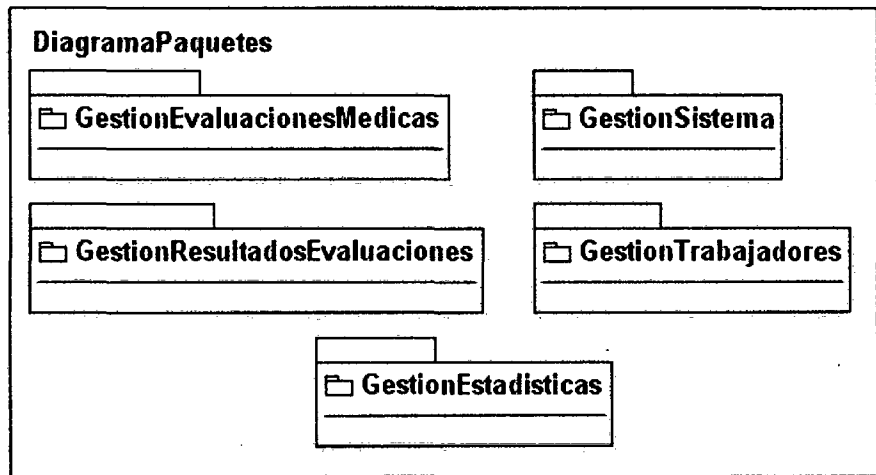 DiagramaPaquetes
GestionEvaluacionesMedicas
GestionSistema
GestionResultadosEvaluaciones
GestionTrabajadores
GestionEstadisticas